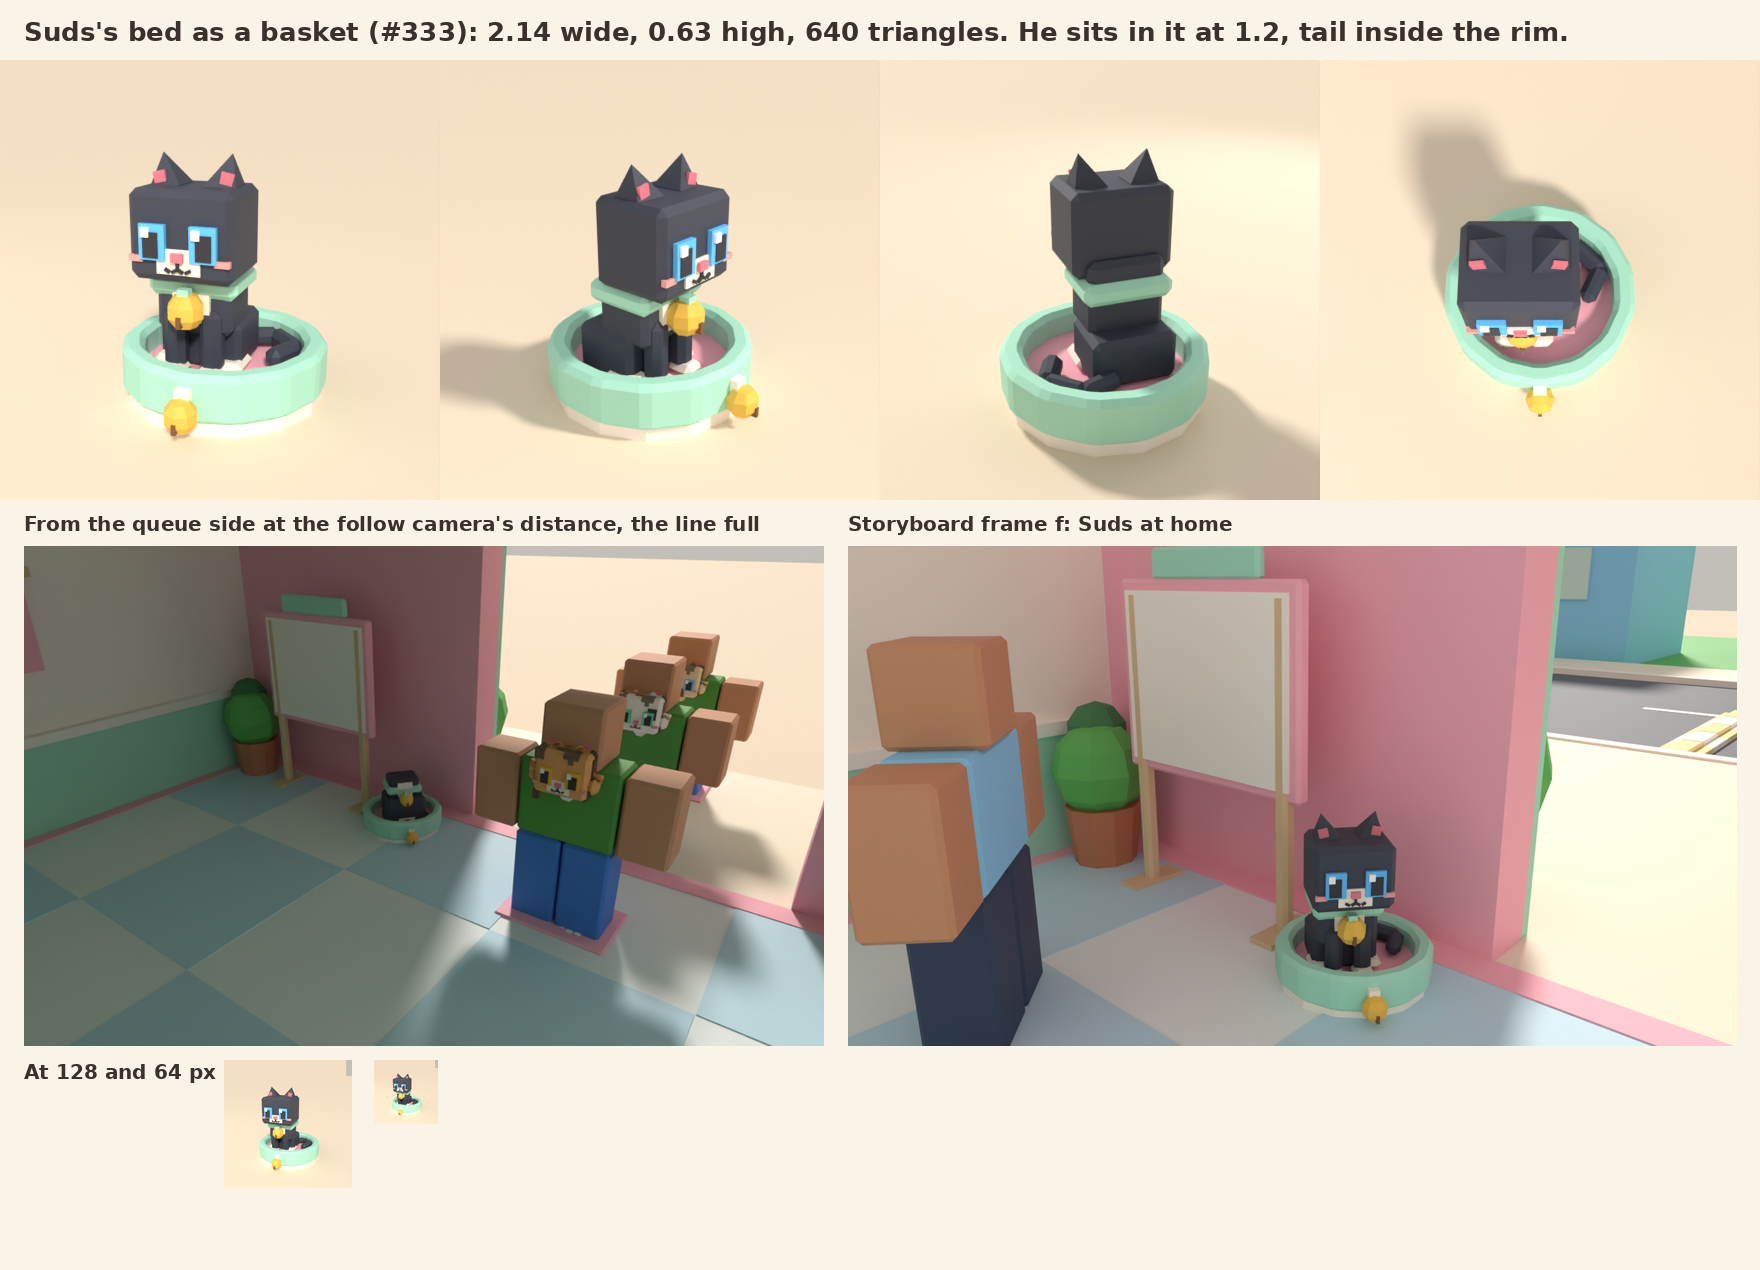 Suds's bed as a basket (#333): 2.14 wide, 0.63 high, 640 triangles. He sits in it at 1.2, tail inside the rim.
From the queue side at the follow camera's distance, the line full
Storyboard frame f: Suds at home
At 128 and 64 px